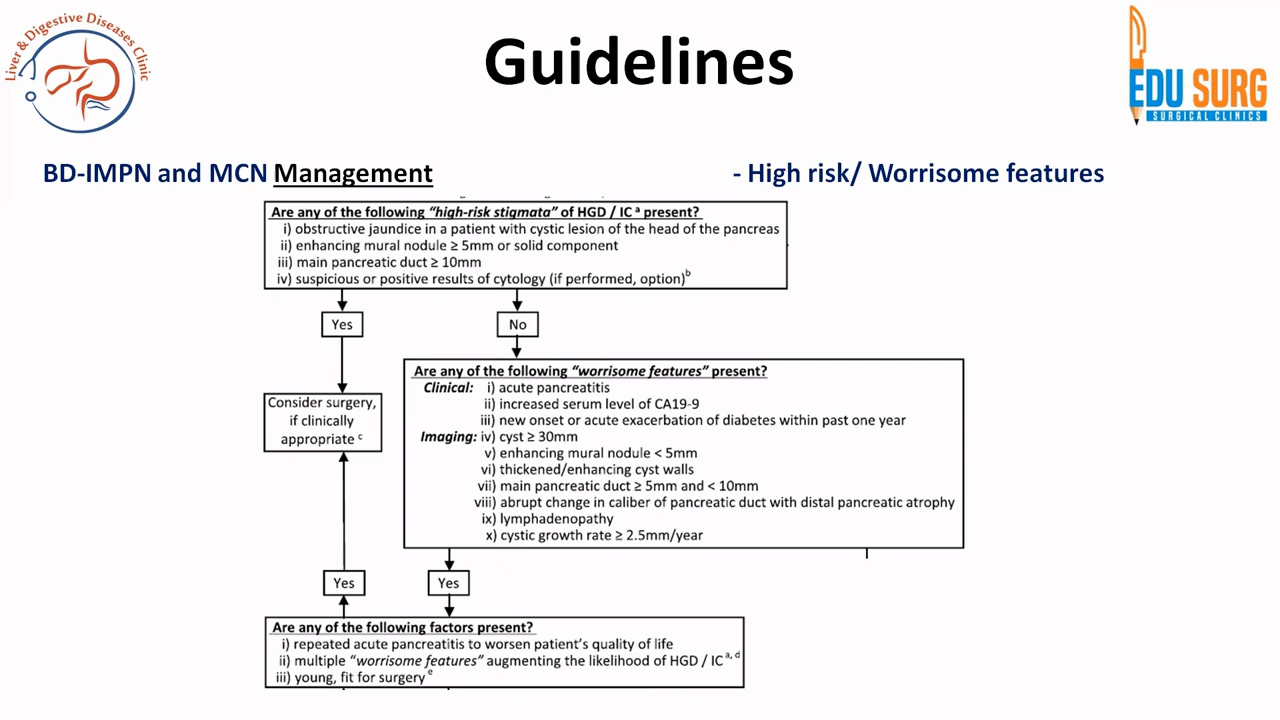 Liver & Digestive Diseases Clinic
Guidelines
EDU SURG
SURGICAL CLINICS
BD-IMPN and MCN Management
- High risk/ Worrisome features
Are any of the following “high-risk stigmata” of HGD / IC a present?
i) obstructive jaundice in a patient with cystic lesion of the head of the pancreas
ii) enhancing mural nodule ≥ 5mm or solid component
iii) main pancreatic duct ≥ 10mm
iv) suspicious or positive results of cytology (if performed, option)b
Yes
No
Are any of the following “worrisome features” present?
Clinical: i) acute pancreatitis
ii) increased serum level of CA19-9
iii) new onset or acute exacerbation of diabetes within past one year
Imaging: iv) cyst ≥ 30mm
v) enhancing mural nodule < 5mm
vi) thickened/enhancing cyst walls
vii) main pancreatic duct ≥ 5mm and < 10mm
viii) abrupt change in caliber of pancreatic duct with distal pancreatic atrophy
ix) lymphadenopathy
x) cystic growth rate ≥ 2.5mm/year
Consider surgery,
if clinically
appropriate c
Yes
Yes
Are any of the following factors present?
i) repeated acute pancreatitis to worsen patient’s quality of life
ii) multiple “worrisome features” augmenting the likelihood of HGD / IC a, d
iii) young, fit for surgery e